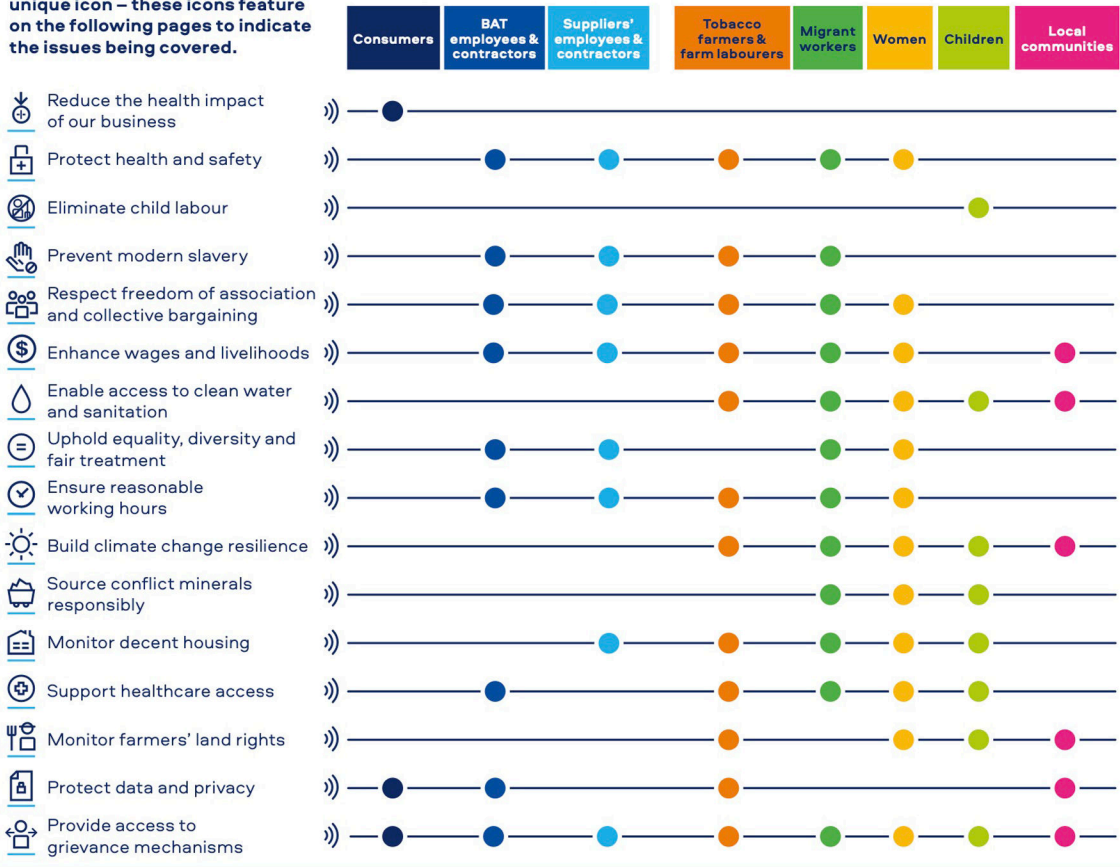 unique icon – these icons feature
on the following pages to indicate
the issues being covered.
Consumers
BAT
employees &
contractors
Suppliers'
employees &
contractors
Tobacco
farmers &
farm labourers
Migrant
workers
Women
Children
Local
communities
Reduce the health impact
of our business
Protect health and safety
Eliminate child labour
Prevent modern slavery
Respect freedom of association
and collective bargaining
$
Enhance wages and livelihoods
Enable access to clean water
and sanitation
=
Uphold equality, diversity and
fair treatment
Ensure reasonable
working hours
Build climate change resilience
Source conflict minerals
responsibly
Monitor decent housing
Support healthcare access
Monitor farmers' land rights
Protect data and privacy
Provide access to
grievance mechanisms